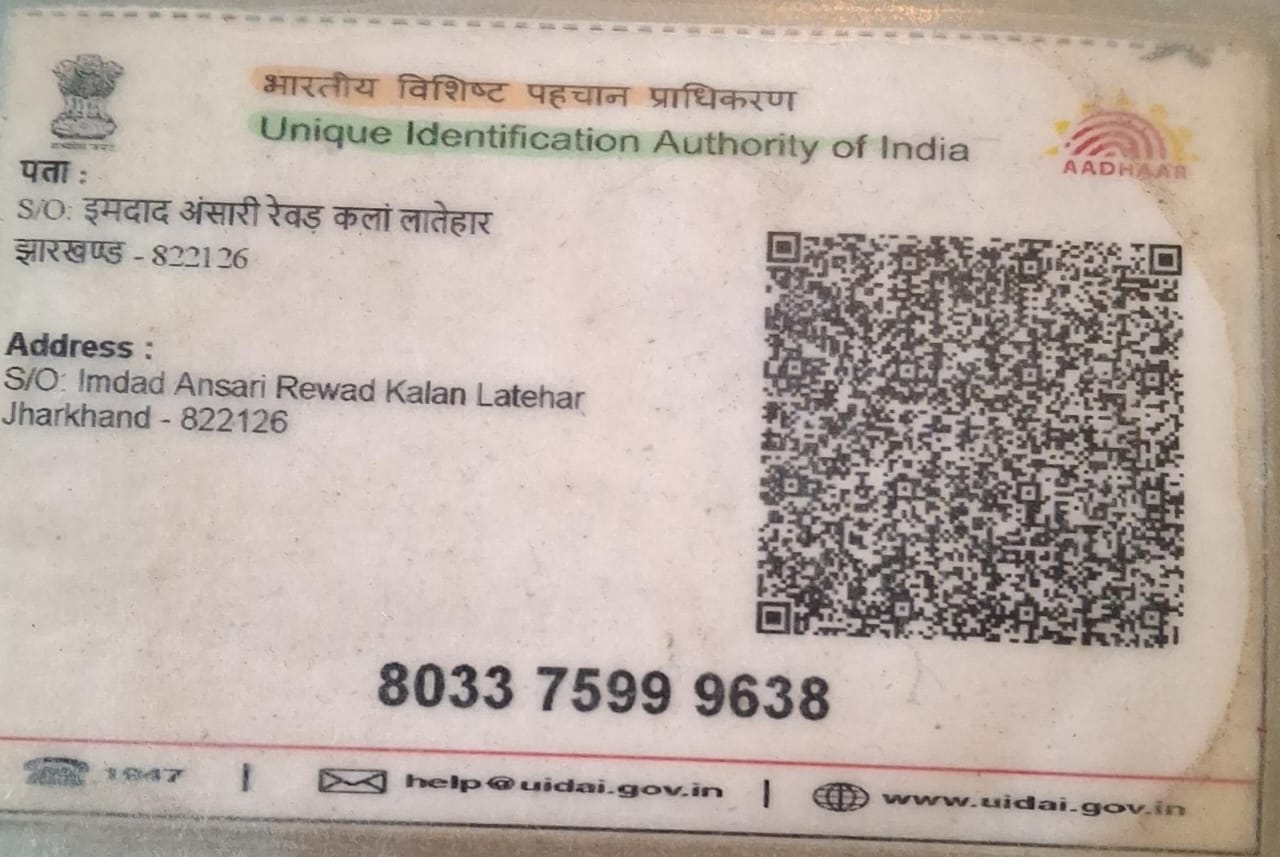 भारतीय विशिष्ट पहचान प्राधिकरण
Unique Identification Authority of India
AADHAAR
पता :
S/O: इमदाद अंसारी रेवड़ कलां लातेहार
झारखण्ड - 822126
Address :
S/O: Imdad Ansari Rewad Kalan Latehar
Jharkhand - 822126
8033 7599 9638
1947 | help@uidai.gov.in | www.uidai.gov.in